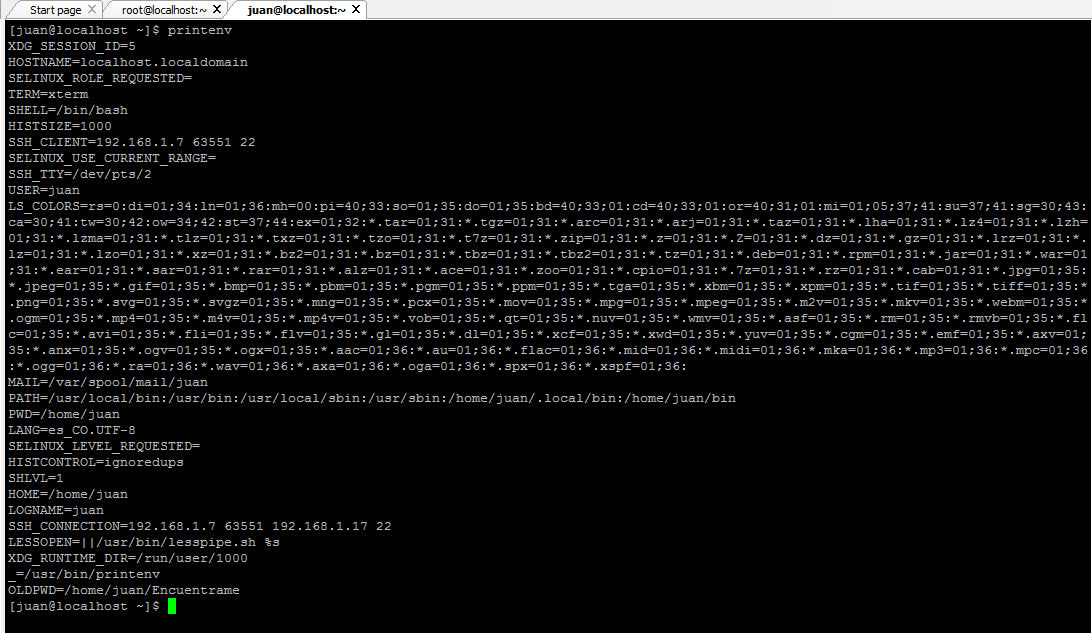 Start page
root@localhost:~
juan@localhost:~
[juan@localhost ~]$ printenv
XDG_SESSION_ID=5
HOSTNAME=localhost.localdomain
SELINUX_ROLE_REQUESTED=
TERM=xterm
SHELL=/bin/bash
HISTSIZE=1000
SSH_CLIENT=192.168.1.7 63551 22
SELINUX_USE_CURRENT_RANGE=
SSH_TTY=/dev/pts/2
USER=juan
LS_COLORS=rs=0:di=01;34:ln=01;36:mh=00:pi=40;33:so=01;35:do=01;35:bd=40;33;01:cd=40;33;01:or=40;31;01:mi=01;05;37;41:su=37;41:sg=30;43:
ca=30;41:tw=30;42:ow=34;42:st=37;44:ex=01;32:*.tar=01;31:*.tgz=01;31:*.arc=01;31:*.arj=01;31:*.taz=01;31:*.lha=01;31:*.lz4=01;31:*.lzh=
01;31:*.lzma=01;31:*.tlz=01;31:*.txz=01;31:*.tzo=01;31:*.t7z=01;31:*.zip=01;31:*.z=01;31:*.Z=01;31:*.dz=01;31:*.gz=01;31:*.lrz=01;31:*.
lz=01;31:*.lzo=01;31:*.xz=01;31:*.bz2=01;31:*.bz=01;31:*.tbz=01;31:*.tbz2=01;31:*.tz=01;31:*.deb=01;31:*.rpm=01;31:*.jar=01;31:*.war=01
;31:*.ear=01;31:*.sar=01;31:*.rar=01;31:*.alz=01;31:*.ace=01;31:*.zoo=01;31:*.cpio=01;31:*.7z=01;31:*.rz=01;31:*.cab=01;31:*.jpg=01;35:
*.jpeg=01;35:*.gif=01;35:*.bmp=01;35:*.pbm=01;35:*.pgm=01;35:*.ppm=01;35:*.tga=01;35:*.xbm=01;35:*.xpm=01;35:*.tif=01;35:*.tiff=01;35:*
.png=01;35:*.svg=01;35:*.svgz=01;35:*.mng=01;35:*.pcx=01;35:*.mov=01;35:*.mpg=01;35:*.mpeg=01;35:*.m2v=01;35:*.mkv=01;35:*.webm=01;35:*
.ogm=01;35:*.mp4=01;35:*.m4v=01;35:*.mp4v=01;35:*.vob=01;35:*.qt=01;35:*.nuv=01;35:*.wmv=01;35:*.asf=01;35:*.rm=01;35:*.rmvb=01;35:*.fl
c=01;35:*.avi=01;35:*.fli=01;35:*.flv=01;35:*.gl=01;35:*.dl=01;35:*.xcf=01;35:*.xwd=01;35:*.yuv=01;35:*.cgm=01;35:*.emf=01;35:*.axv=01;
35:*.anx=01;35:*.ogv=01;35:*.ogx=01;35:*.aac=01;36:*.au=01;36:*.flac=01;36:*.mid=01;36:*.midi=01;36:*.mka=01;36:*.mp3=01;36:*.mpc=01;36
:*.ogg=01;36:*.ra=01;36:*.wav=01;36:*.axa=01;36:*.oga=01;36:*.spx=01;36:*.xspf=01;36:
MAIL=/var/spool/mail/juan
PATH=/usr/local/bin:/usr/bin:/usr/local/sbin:/usr/sbin:/home/juan/.local/bin:/home/juan/bin
PWD=/home/juan
LANG=es_CO.UTF-8
SELINUX_LEVEL_REQUESTED=
HISTCONTROL=ignoredups
SHLVL=1
HOME=/home/juan
LOGNAME=juan
SSH_CONNECTION=192.168.1.7 63551 192.168.1.17 22
LESSOPEN=||/usr/bin/lesspipe.sh %s
XDG_RUNTIME_DIR=/run/user/1000
_=/usr/bin/printenv
OLDPWD=/home/juan/Encuentrame
[juan@localhost ~]$